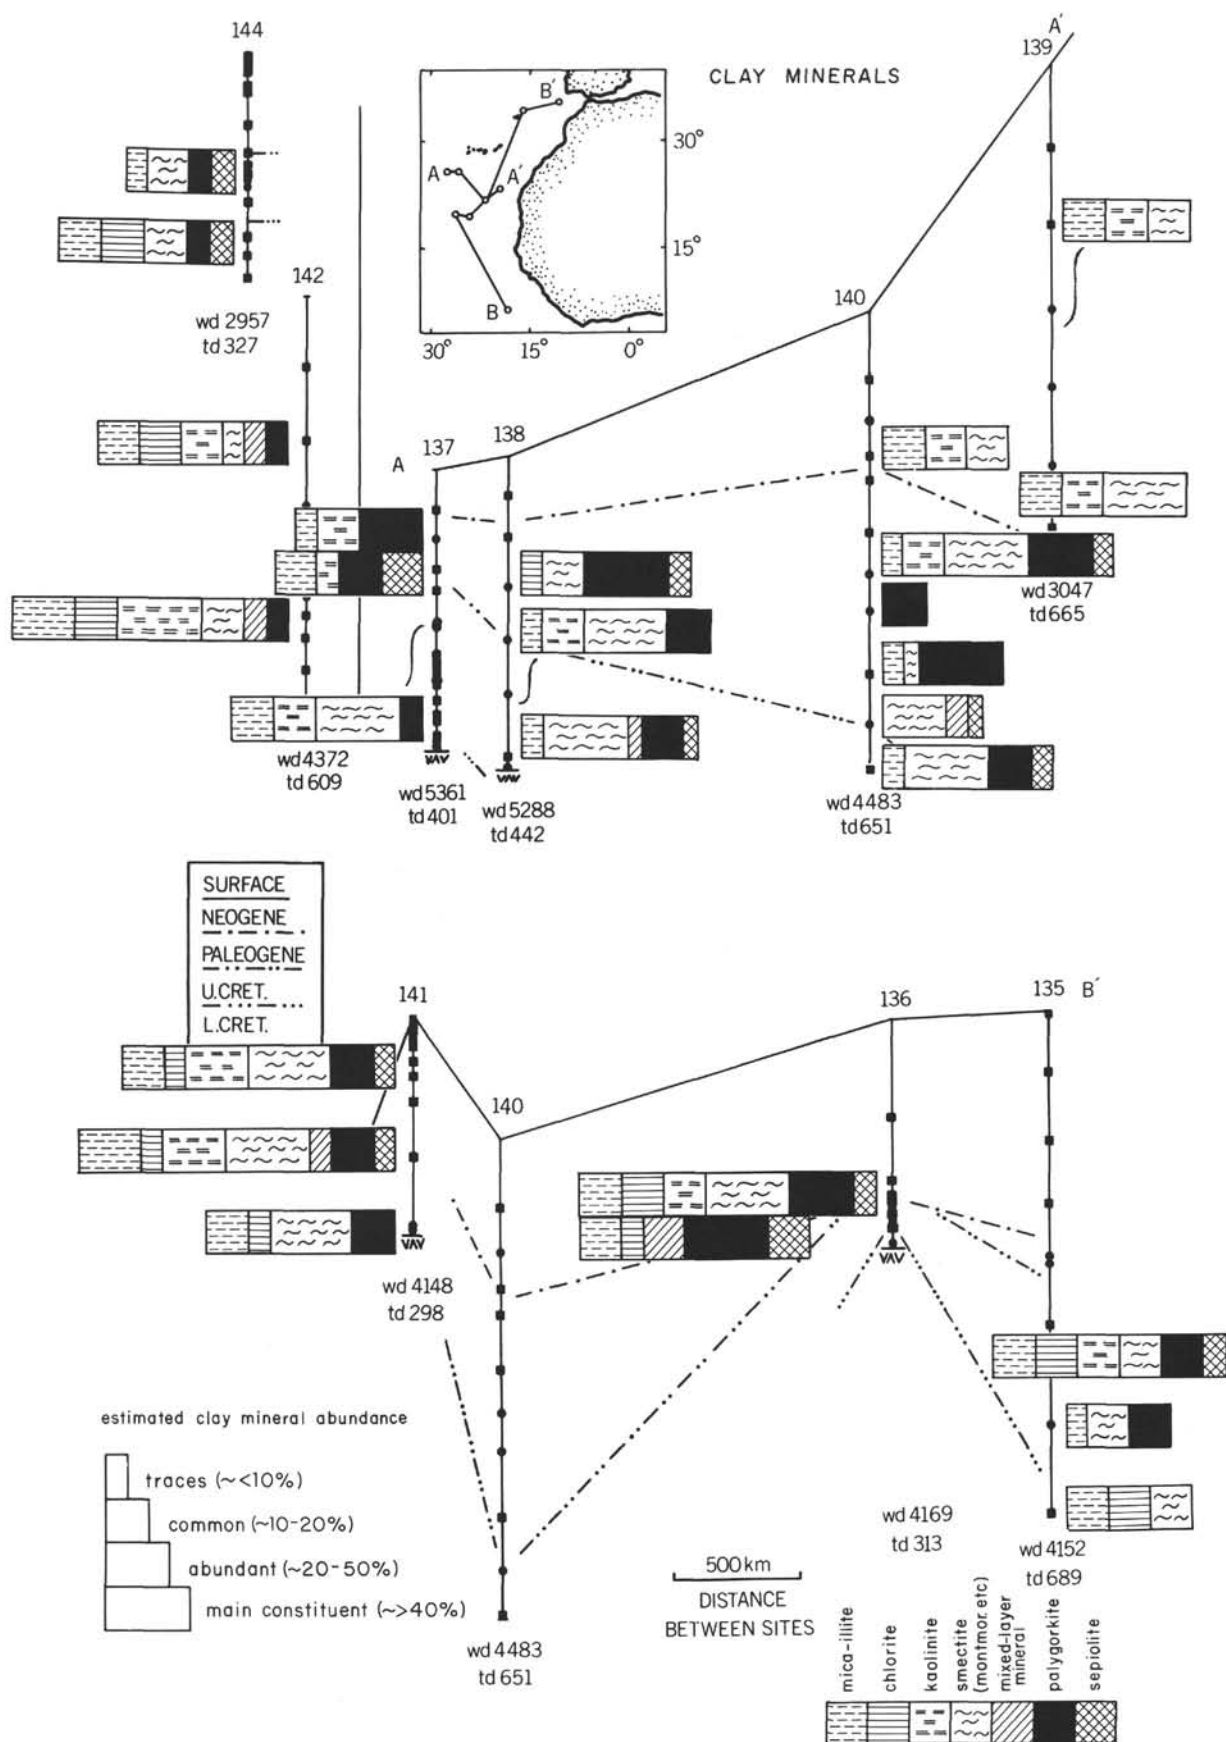 144
A'
139
CLAY MINERALS
B'
30°
A
A'
15°
B
30°
15°
0°
142
140
wd 2957
td 327
A
137
138
wd 3047
td 665
wd 4372
td 609
wd 5361
td 401
wd 5288
td 442
wd 4483
td 651
SURFACE
NEOGENE
PALEOGENE
U.CRET.
L.CRET.
141
136
135
B'
140
wd 4148
td 298
estimated clay mineral abundance
traces (~<10%)
common (~10-20%)
abundant (~20-50%)
main constituent (~>40%)
wd 4169
td 313
wd 4152
td 689
500 km
DISTANCE
BETWEEN SITES
wd 4483
td 651
mica-illite
chlorite
kaolinite
smectite
(montmor. etc)
mixed-layer
mineral
palygorkite
sepiolite